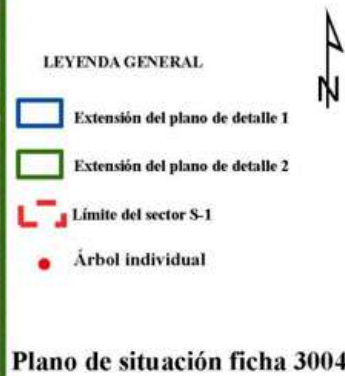 LEYENDA GENERAL
N
Extensión del plano de detalle 1
Extensión del plano de detalle 2
Límite del sector S-1
Árbol individual
Plano de situación ficha 3004